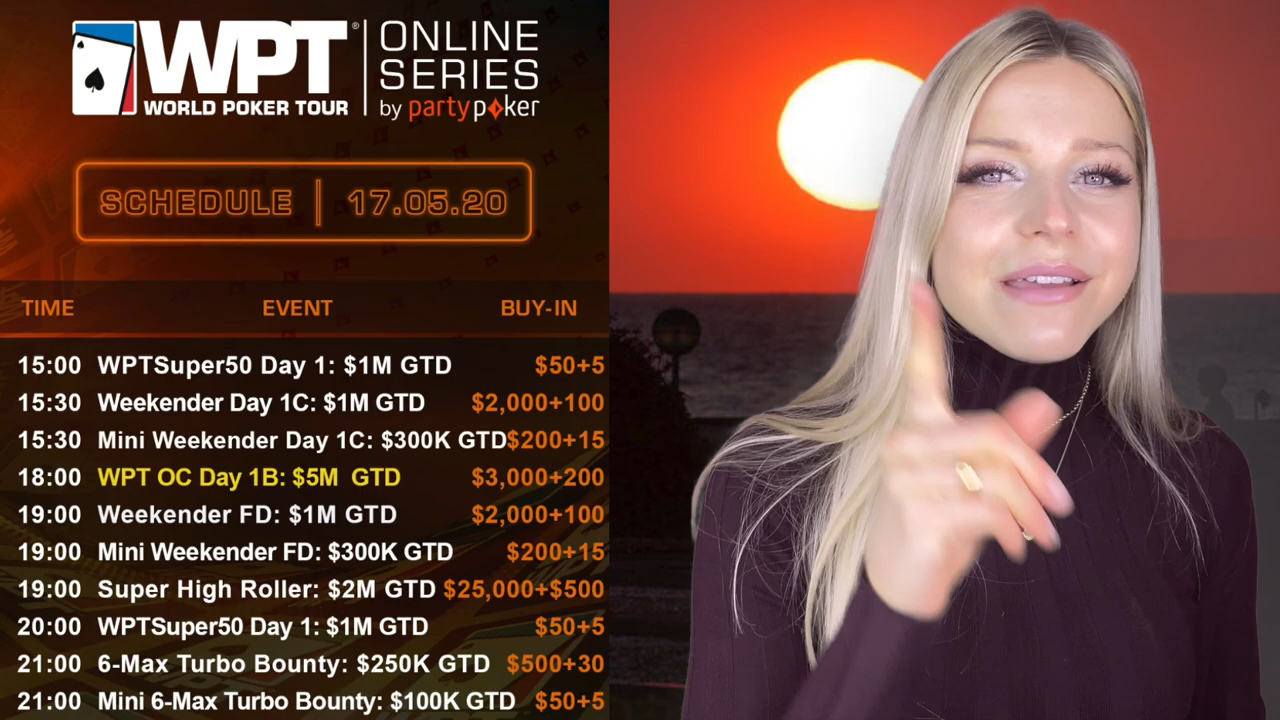 WPT®
WORLD POKER TOUR
ONLINE
SERIES
by partypoker
SCHEDULE | 17.05.20
TIME EVENT BUY-IN
15:00 WPTSuper50 Day 1: $1M GTD $50+5
15:30 Weekender Day 1C: $1M GTD $2,000+100
15:30 Mini Weekender Day 1C: $300K GTD $200+15
18:00 WPT OC Day 1B: $5M GTD $3,000+200
19:00 Weekender FD: $1M GTD $2,000+100
19:00 Mini Weekender FD: $300K GTD $200+15
19:00 Super High Roller: $2M GTD $25,000+$500
20:00 WPTSuper50 Day 1: $1M GTD $50+5
21:00 6-Max Turbo Bounty: $250K GTD $500+30
21:00 Mini 6-Max Turbo Bounty: $100K GTD $50+5